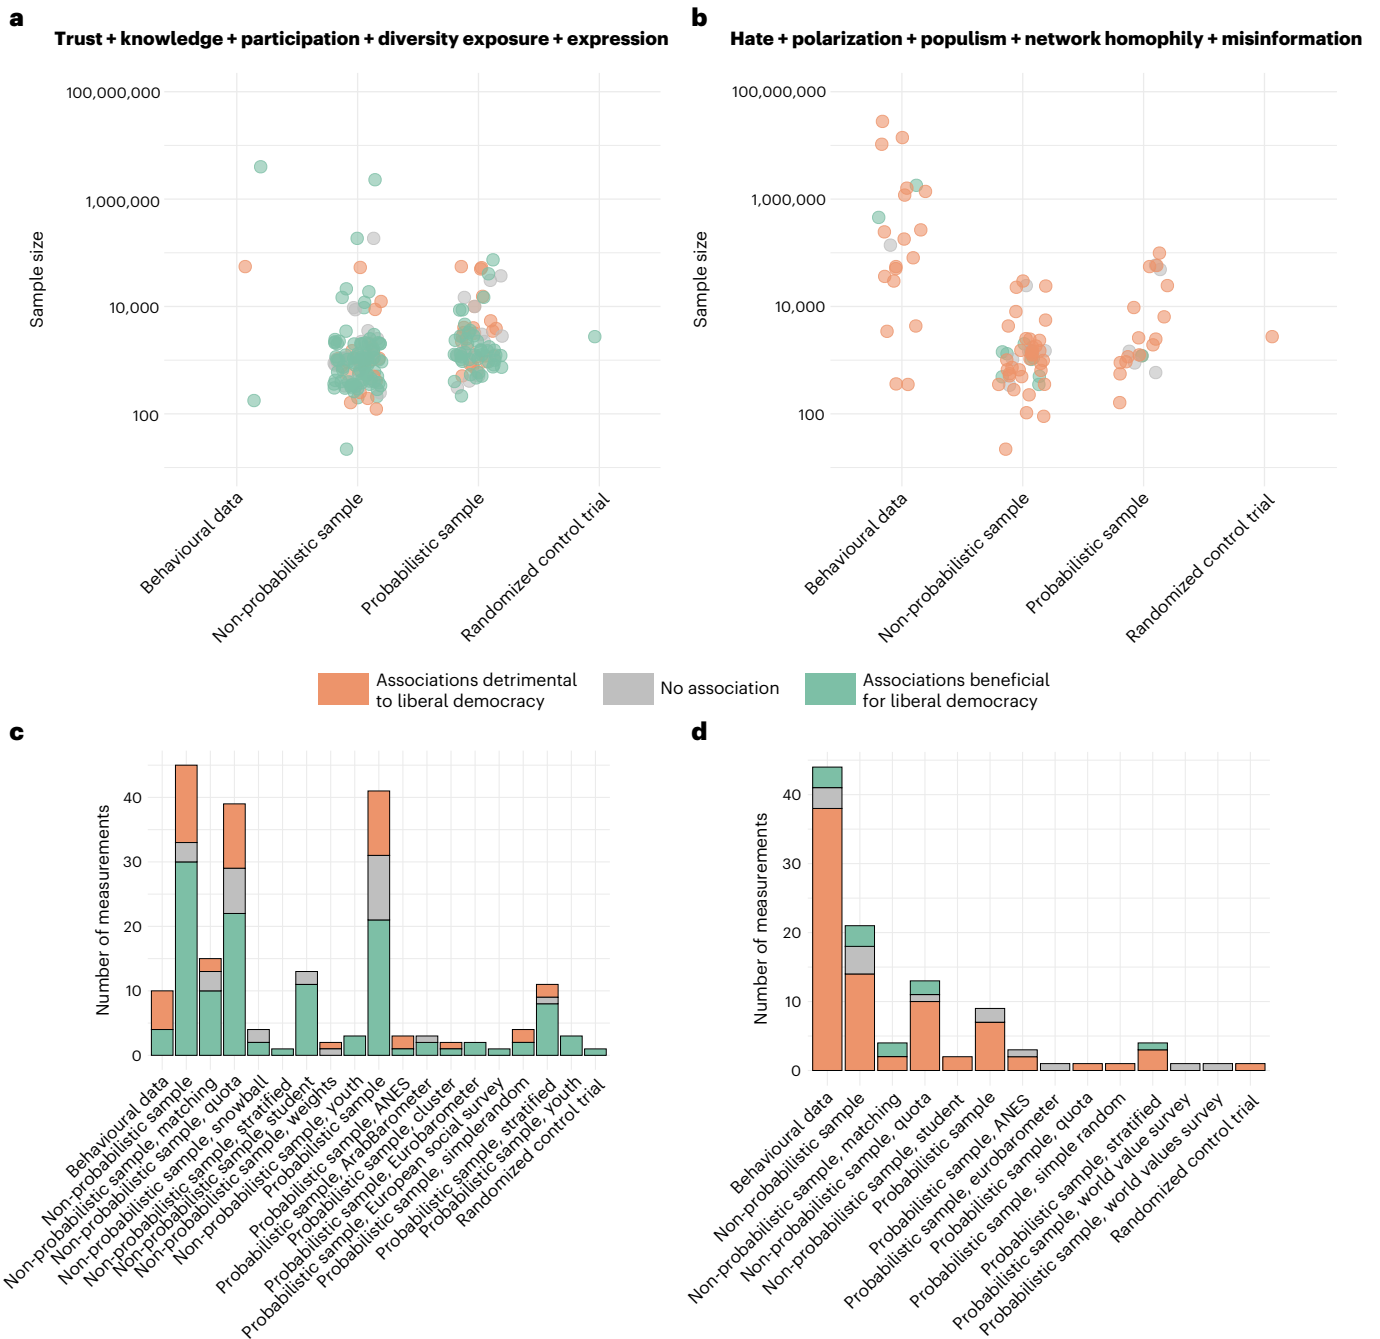 a
Trust + knowledge + participation + diversity exposure + expression
Sample size
100,000,000
1,000,000
10,000
100
Behavioural data
Non-probabilistic sample
Probabilistic sample
Randomized control trial
b
Hate + polarization + populism + network homophily + misinformation
Sample size
100,000,000
1,000,000
10,000
100
Behavioural data
Non-probabilistic sample
Probabilistic sample
Randomized control trial
Associations detrimental
to liberal democracy
No association
Associations beneficial
for liberal democracy
c
Number of measurements
40
30
20
10
0
Behavioural data
Non-probabilistic sample
Non-probabilistic sample, matching
Non-probabilistic sample, quota
Non-probabilistic sample, snowball
Non-probabilistic sample, stratified
Non-probabilistic sample, student
Non-probabilistic sample, weights
Non-probabilistic sample, youth
Probabilistic sample
Probabilistic sample, ANES
Probabilistic sample, ArabBarometer
Probabilistic sample, cluster
Probabilistic sample, Eurobarometer
Probabilistic sample, European social survey
Probabilistic sample, simplerandom
Probabilistic sample, stratified
Probabilistic sample, youth
Randomized control trial
d
Number of measurements
40
30
20
10
0
Behavioural data
Non-probabilistic sample
Non-probabilistic sample, matching
Non-probabilistic sample, quota
Non-probabilistic sample, student
Probabilistic sample
Probabilistic sample, ANES
Probabilistic sample, eurobarometer
Probabilistic sample, quota
Probabilistic sample, simple random
Probabilistic sample, stratified
Probabilistic sample, world value survey
Probabilistic sample, world values survey
Randomized control trial